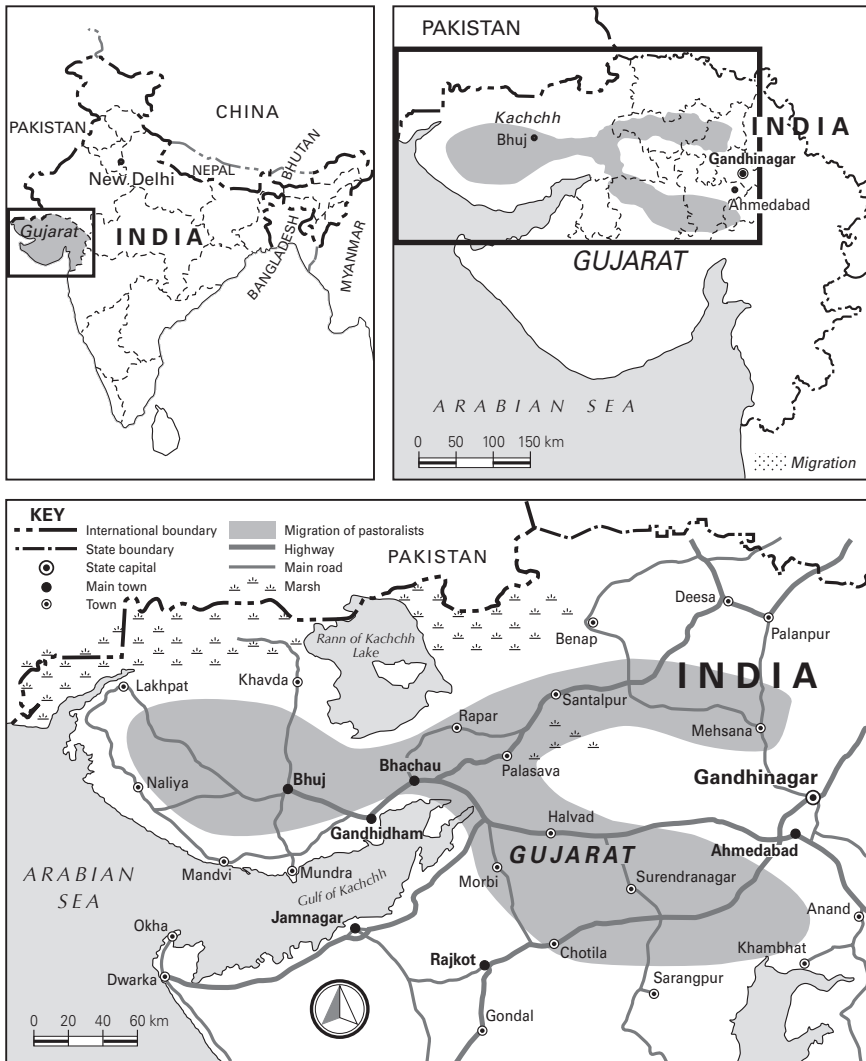 CHINA
PAKISTAN
NEPAL
BHUTAN
New Delhi
INDIA
Gujarat
BANGLADESH
MYANMAR
PAKISTAN
Kachchh
Bhuj
INDIA
Gandhinagar
Ahmedabad
GUJARAT
ARABIAN SEA
0 50 100 150 km
Migration
KEY
International boundary
State boundary
State capital
Main town
Town
Migration of pastoralists
Highway
Main road
Marsh
PAKISTAN
Rann of Kachchh
Lake
Deesa
Palanpur
Benap
INDIA
Lakhpat
Khavda
Santalpur
Rapar
Mehsana
Palasava
Naliya
Bhuj
Bhachau
Gandhinagar
Gandhidham
Halvad
GUJARAT
Ahmedabad
Mandvi
Mundra
Gulf of Kachchh
Morbi
Surendranagar
ARABIAN
SEA
Anand
Okha
Jamnagar
Khambhat
Dwarka
Rajkot
Chotila
Sarangpur
Gondal
0 20 40 60 km